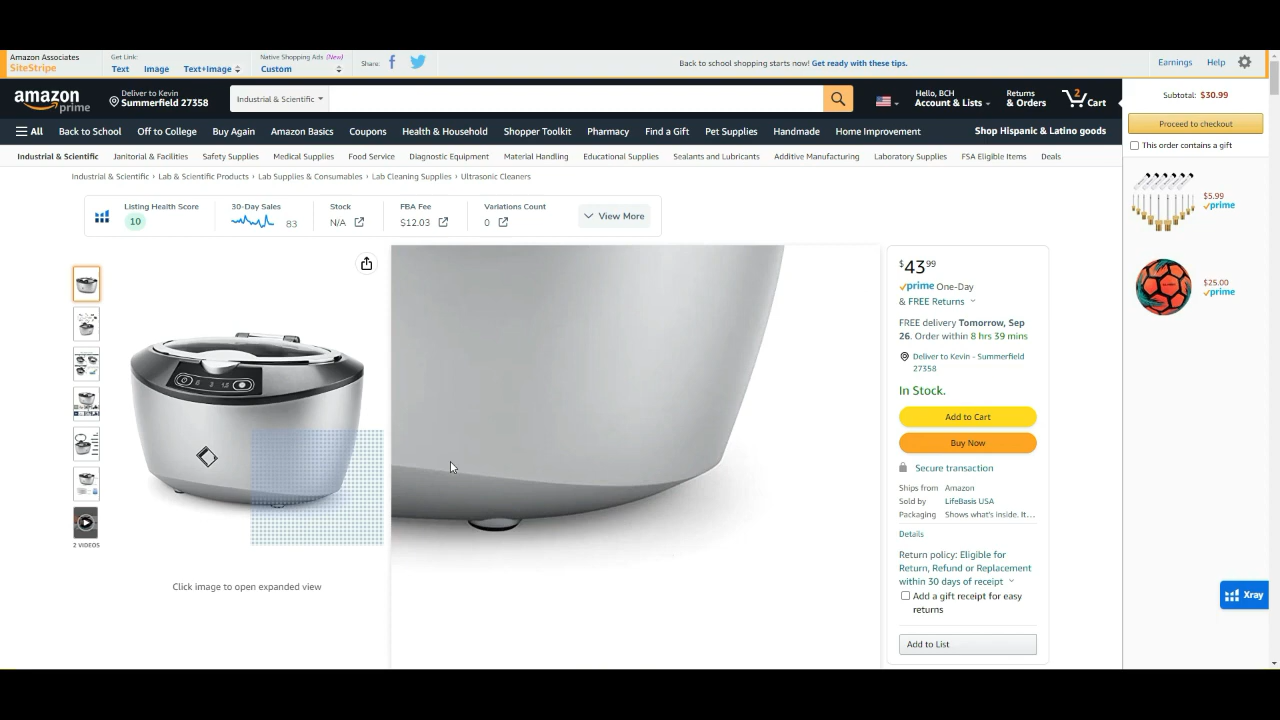 Amazon Associates
SiteStripe
Get Link:
Text Image Text+Image
Native Shopping Ads (New)
Custom
Share:
Back to school shopping starts now! Get ready with these tips.
Earnings Help
amazon
prime
Deliver to Kevin
Summerfield 27358
Industrial & Scientific
Hello, BCH
Account & Lists
Returns
& Orders
2
Cart
Subtotal: $30.99
Proceed to checkout
This order contains a gift
$5.99
prime
$25.00
prime
All Back to School Off to College Buy Again Amazon Basics Coupons Health & Household Shopper Toolkit Pharmacy Find a Gift Pet Supplies Handmade Home Improvement Shop Hispanic & Latino goods
Industrial & Scientific Janitorial & Facilities Safety Supplies Medical Supplies Food Service Diagnostic Equipment Material Handling Educational Supplies Sealants and Lubricants Additive Manufacturing Laboratory Supplies FSA Eligible Items Deals
Industrial & Scientific › Lab & Scientific Products › Lab Supplies & Consumables › Lab Cleaning Supplies › Ultrasonic Cleaners
Listing Health Score
10
30-Day Sales
83
Stock
N/A
FBA Fee
$12.03
Variations Count
0
View More
2 VIDEOS
Click image to open expanded view
$43 99
prime One-Day
& FREE Returns
FREE delivery Tomorrow, Sep
26. Order within 8 hrs 39 mins
Deliver to Kevin - Summerfield
27358
In Stock.
Add to Cart
Buy Now
Secure transaction
Ships from Amazon
Sold by LifeBasis USA
Packaging Shows what's inside. It…
Details
Return policy: Eligible for
Return, Refund or Replacement
within 30 days of receipt
Add a gift receipt for easy
returns
Add to List
Xray